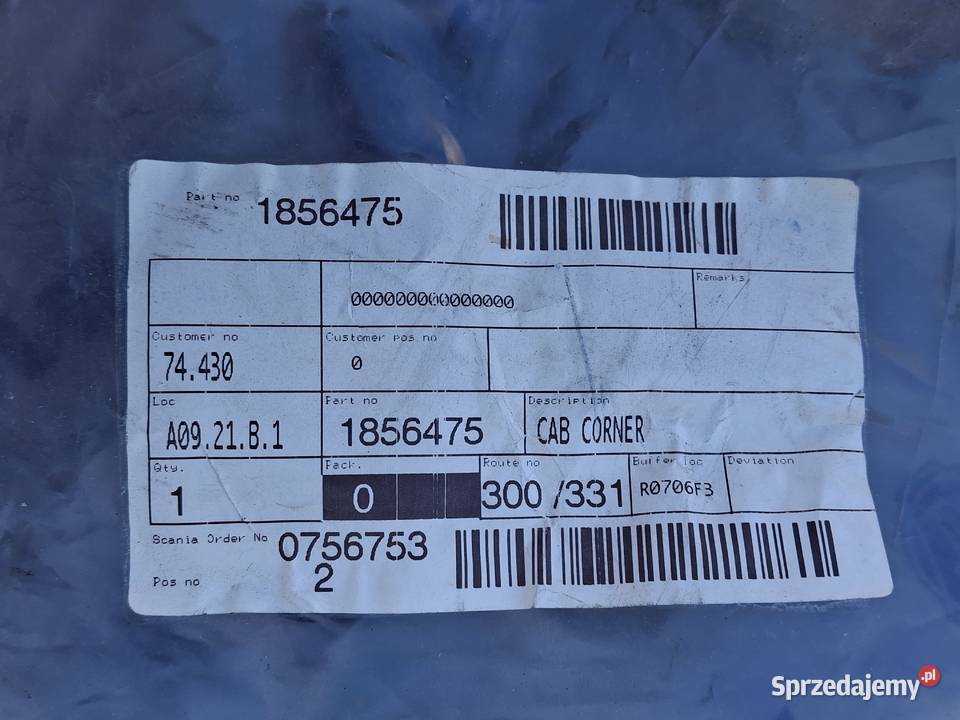 Part no 1856475
000000000000000
Remarks
Customer no Customer pos no
74.430 0
Loc Part no Description
A09.21.B.1 1856475 CAB CORNER
Qty. Pack. Route no Buffer loc Deviation
1 0 300 /331 R0706F3
Scania Order No 0756753
Pos no 2
Sprzedajemy.pl